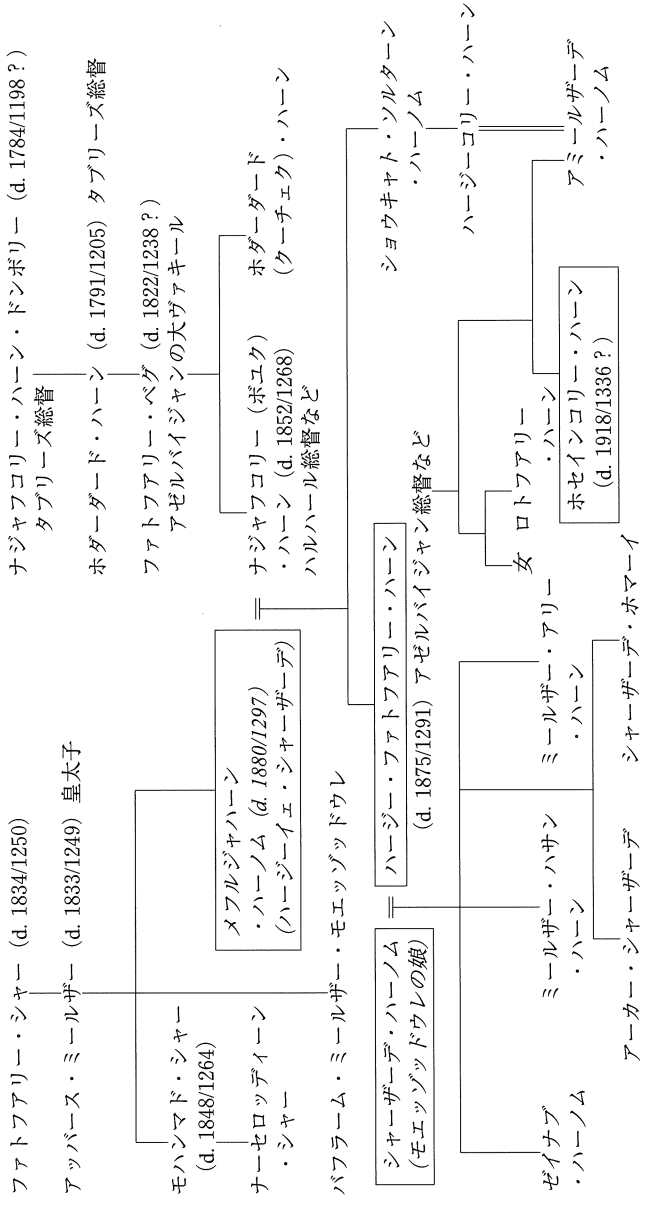 ファトフアリー・シャー (d. 1834/1250)
アッバース・ミールザー (d. 1833/1249) 皇太子
モハンマド・シャー
(d. 1848/1264)
ナーセロッディーン
・シャー
メフルジャハーン
・ハーノム (d. 1880/1297)
(ハージーイェ・シャーザーデ)
バフラーム・ミールザー・モエッゾッドウレ
ナジャフコリー・ハーン・ドンボリー (d. 1784/1198 ?)
タブリーズ総督
ホダーダード・ハーン (d. 1791/1205) タブリーズ総督
ファトフアリー・ベグ (d. 1822/1238 ?)
アゼルバイジャンの大ヴァキール
ナジャフコリー (ボユク)
・ハーン (d. 1852/1268)
ハルハール総督など
ホダーダード
(クーチェク)・ハーン
シャーザーデ・ハーノム
(モエッゾッドウレの娘)
ハージー・ファトフアリー・ハーン
(d. 1875/1291) アゼルバイジャン総督など
ショウキャト・ソルターン
・ハーノム
ハージーコリー・ハーン
ゼイナブ
・ハーノム
ミールザー・ハサン
・ハーン
ミールザー・アリー
・ハーン
女
ロトフアリー
・ハーン
アミールザーデ
・ハーノム
ホセインコリー・ハーン
(d. 1918/1336 ?)
アーカー・シャーザーデ
シャーザーデ・ホマーイ